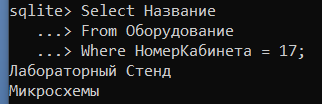 sqlite> Select Название
...> From Оборудование
...> Where НомерКабинета = 17;
Лабораторный Стенд
Микросхемы